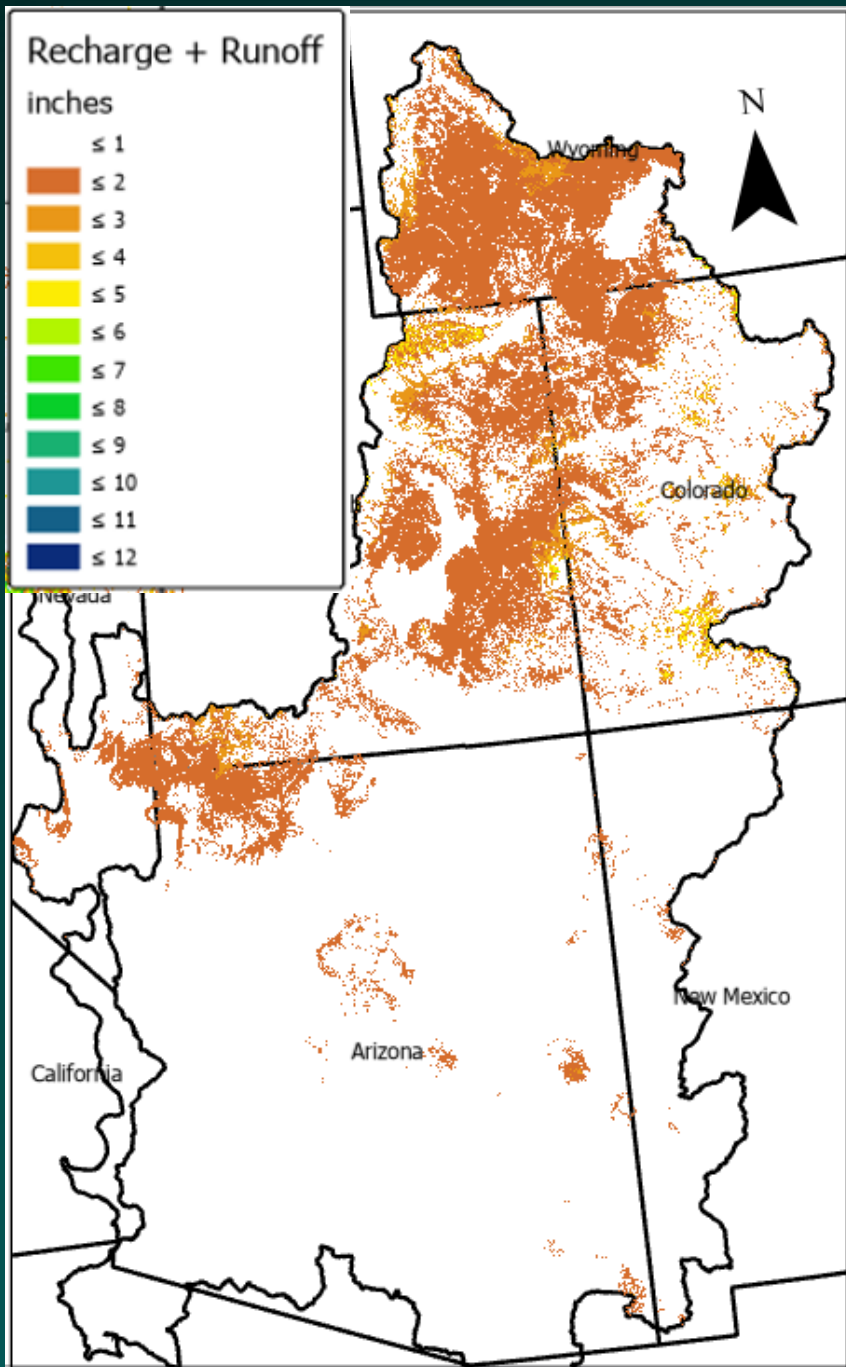 Recharge + Runoff
inches
≤ 1
≤ 2
≤ 3
≤ 4
≤ 5
≤ 6
≤ 7
≤ 8
≤ 9
≤ 10
≤ 11
≤ 12
N
Wyoming
Colorado
Nevada
New Mexico
Arizona
California